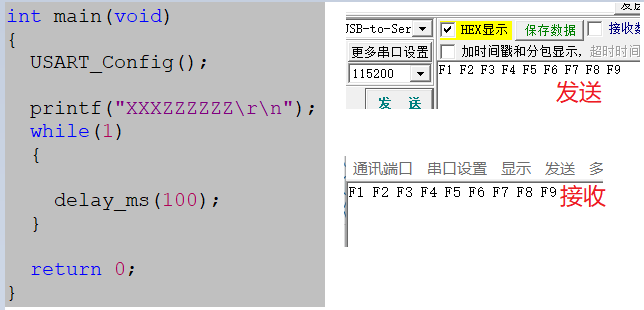 int main(void)
{
USART_Config();
printf("XXXZZZZZZ\r\n");
while(1)
{
delay_ms(100);
}
return 0;
}
USB-to-Ser
HEX显示 保存数据 接收数
更多串口设置
加时间戳和分包显示, 超时时间
115200
F1 F2 F3 F4 F5 F6 F7 F8 F9
发 送
发送
通讯端口 串口设置 显示 发送 多
F1 F2 F3 F4 F5 F6 F7 F8 F9
接收